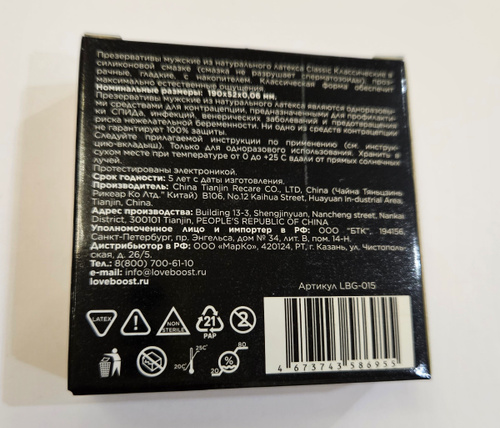 Презервативы мужские из натурального латекса Classic Классические в
силиконовой смазке (смазка не разрушает сперматозоиды), проз-
рачные, гладкие, с накопителем. Классическая форма обеспечит
максимально естественные ощущения.
Номинальные размеры: 190х52х0,06 мм.
Презервативы мужские из натурального латекса являются одноразовы-
ми средствами для контрацепции, предназначенными для профилакти-
ки СПИДа, инфекций, венерических заболеваний и предотвращения
риска нежелательной беременности. Ни одно из средств контрацепции
не гарантирует 100% защиты.
Следуйте прилагаемой инструкции по применению (см. инструк-
цию-вкладыш). Только для одноразового использования. Хранить в
сухом месте при температуре от 0 до +25 С вдали от прямых солнечных
лучей.
Протестированы электроникой.
Срок годности: 5 лет с даты изготовления.
Производитель: China Tianjin Recare CO., LTD, China (Чайна Тяньцзинь
Рикеар Ко Лтд." Китай) B106, No.12 Kaihua Street, Huayuan In-dustrial Area,
Tianjin, China.
Адрес производства: Building 13-3, Shengjinyuan, Nancheng street, Nankai
District, 300101 Tianjin, PEOPLE'S REPUBLIC OF CHINA
Уполномоченное лицо и импортер в РФ: ООО "БТК", 194156,
Санкт-Петербург, пр. Энгельса, дом № 34, лит. В, пом. 14-Н.
Дистрибьютор в РФ: ООО «МарКо», 420124, РТ, г. Казань, ул. Чистополь-
ская, д. 26/5.
Тел.: 8(800) 700-61-10
e-mail: info@loveboost.ru
loveboost.ru
Артикул LBG-015
LATEX
NON STERILE
21
PAP
2
20C°
25C°
20
%
80
4 673743 586955